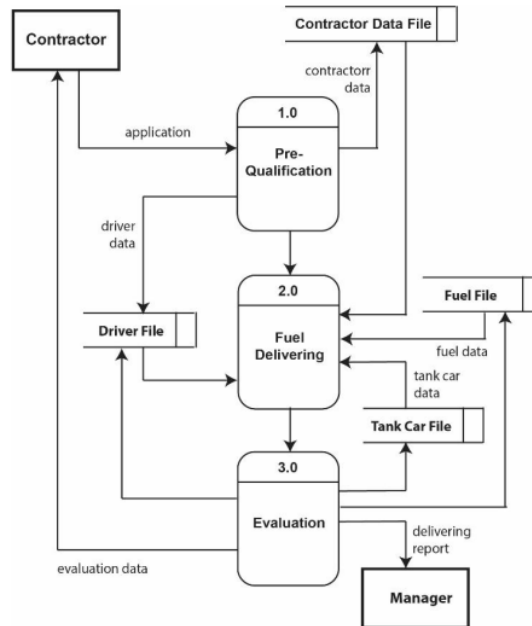 Contractor
Contractor Data File
contractorr
data
1.0
application
Pre-
Qualification
driver
data
2.0
Fuel File
Driver File
Fuel
Delivering
fuel data
tank car
data
Tank Car File
3.0
Evaluation
delivering
report
evaluation data
Manager